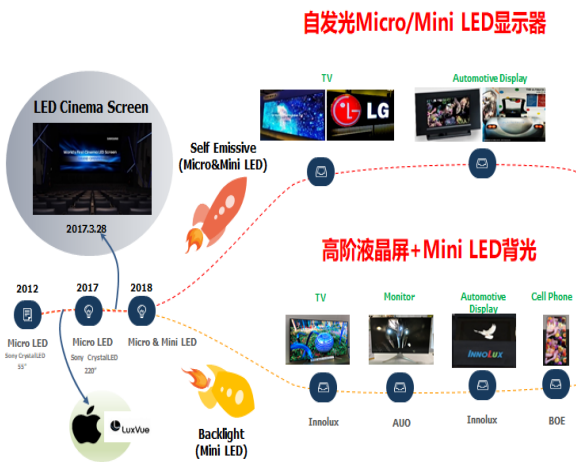 自发光Micro/Mini LED显示器
TV
Automotive Display
LG
LED Cinema Screen
2017.3.28
Self Emissive
(Micro&Mini LED)
高阶液晶屏+Mini LED背光
2012
2017
2018
Micro LED
Sony CrystalLED
55"
Micro LED
Sony CrystalLED
220"
Micro & Mini LED
TV
Monitor
Automotive
Display
Cell Phone
INNOLUX
Innolux
AUO
Innolux
BOE
LuxVue
Backlight
(Mini LED)